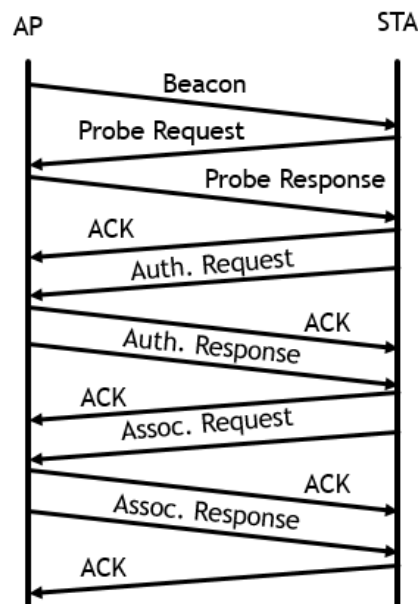 AP
STA
Beacon
Probe Request
Probe Response
ACK
Auth. Request
ACK
Auth. Response
ACK
Assoc. Request
ACK
Assoc. Response
ACK